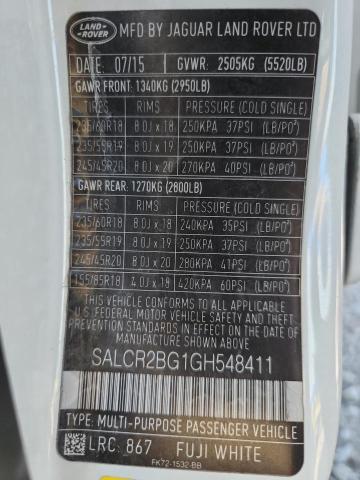 LAND-ROVER MFD BY JAGUAR LAND ROVER LTD
DATE: 07/15 GVWR: 2505KG (5520LB)
GAWR FRONT: 1340KG (2950LB)
TIRES RIMS PRESSURE (COLD SINGLE)
235/60R18 8.0J x 18 250KPA 37PSI (LB/PO²)
235/55R19 8.0J x 19 250KPA 37PSI (LB/PO²)
245/45R20 8.0J x 20 270KPA 40PSI (LB/PO²)
GAWR REAR: 1270KG (2800LB)
TIRES RIMS PRESSURE (COLD SINGLE)
235/60R18 8.0J x 18 240KPA 35PSI (LB/PO²)
235/55R19 8.0J x 19 250KPA 37PSI (LB/PO²)
245/45R20 8.0J x 20 280KPA 41PSI (LB/PO²)
155/85R18 4.0J x 18 420KPA 60PSI (LB/PO²)
THIS VEHICLE CONFORMS TO ALL APPLICABLE
BUMPER AND THEFT PREVENTION STANDARDS
IN EFFECT ON THE DATE OF
MANUFACTURE SHOWN ABOVE
SALCR2BG1GH548411
TYPE: MULTI-PURPOSE PASSENGER VEHICLE
LRC: 867 FUJI WHITE
FK72-1532-BB